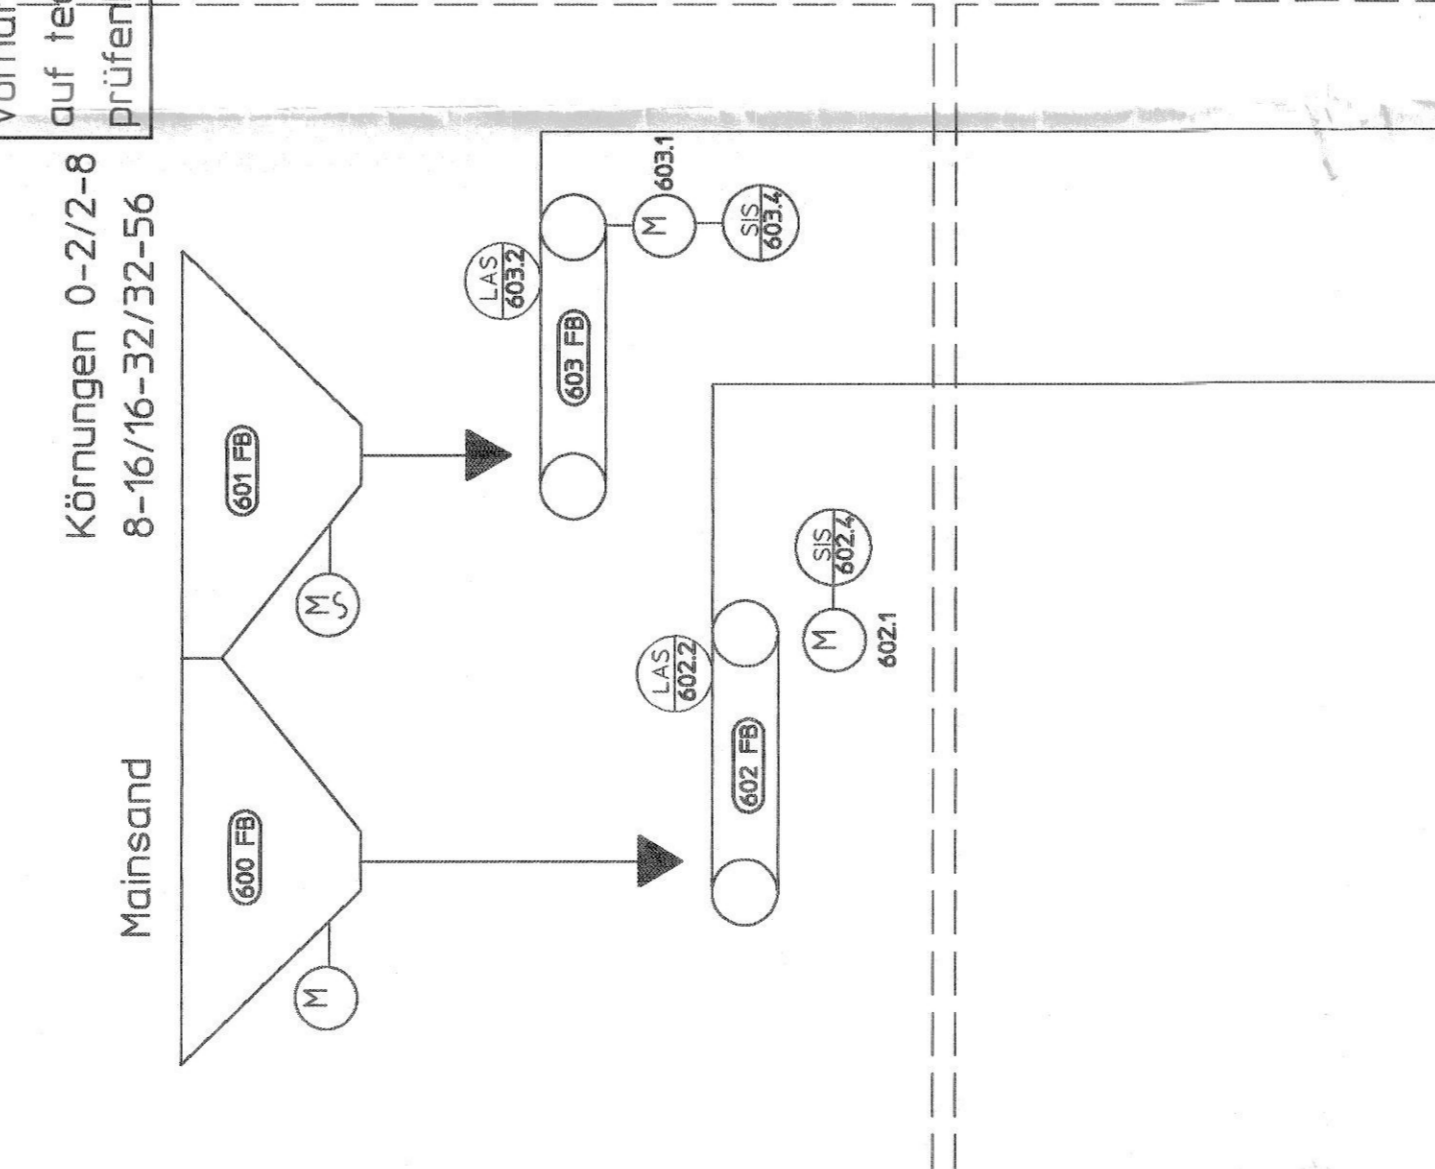 auf
prüfen
Körnungen 0-2/2-8
8-16/16-32/32-56
Mainsand
600 FB
601 FB
M
M
LAS
603.2
603 FB
M
603.1
SIS
603.4
LAS
602.2
602 FB
M
602.1
SIS
602.4